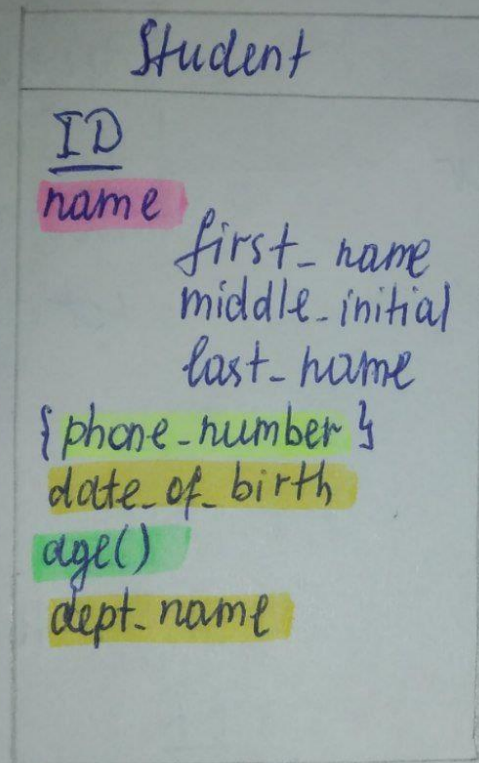 Student
ID
name
first_name
middle_initial
last_name
{phone_number}
date_of_birth
age()
dept_name